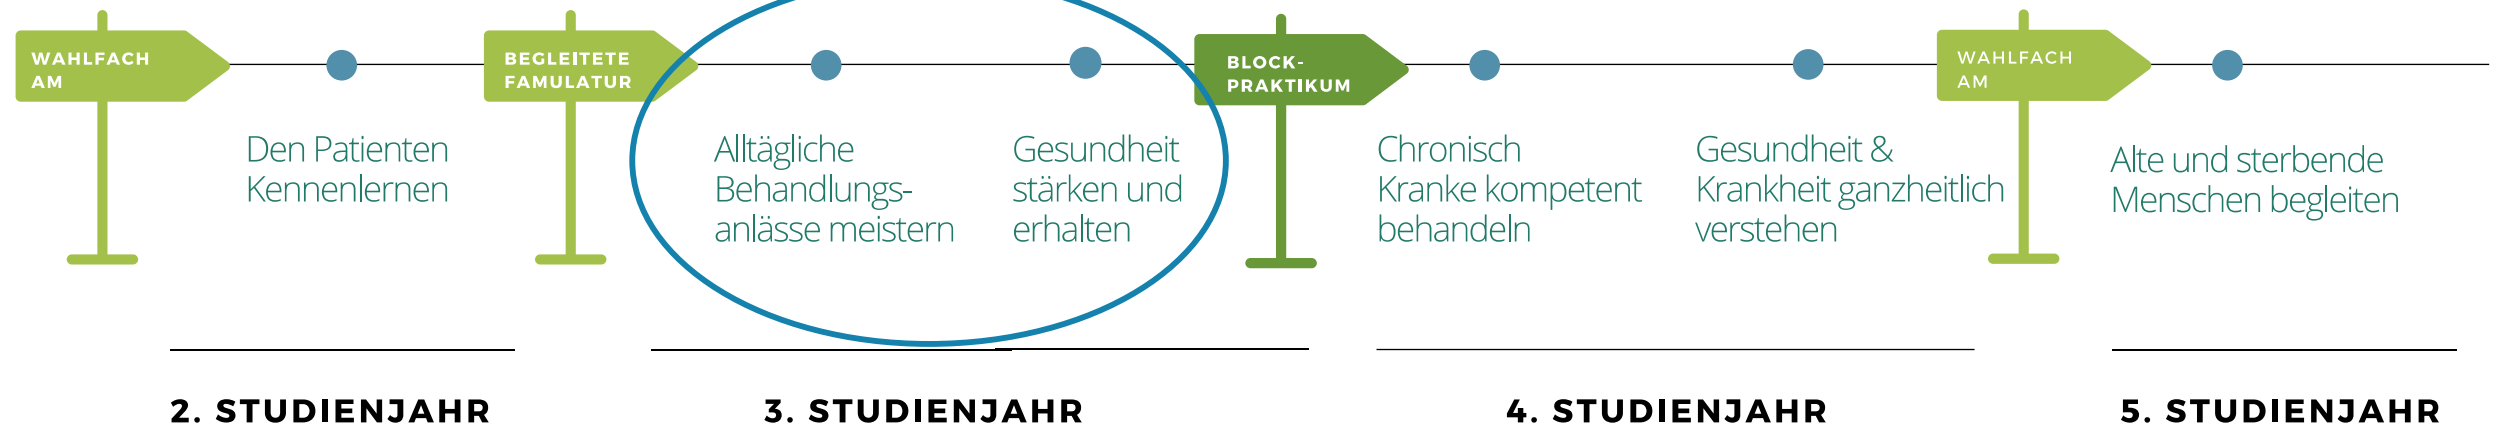 WAHLFACH
AM
Den Patienten
Kennenlernen
BEGLEITETE
FAMULATUR
Alltägliche
Behandlungs-
anlässe meistern
Gesundheit
stärken und
erhalten
BLOCK-
PRAKTIKUM
Chronisch
Kranke kompetent
behandeln
Gesundheit &
Krankheit ganzheitlich
Verstehen
WAHLFACH
AM
Alte und sterbende
Menschen begleiten
2. STUDIENJAHR
3.STUDIENJAHR
4. STUDIENJAHR
5. STUDIENJAHR